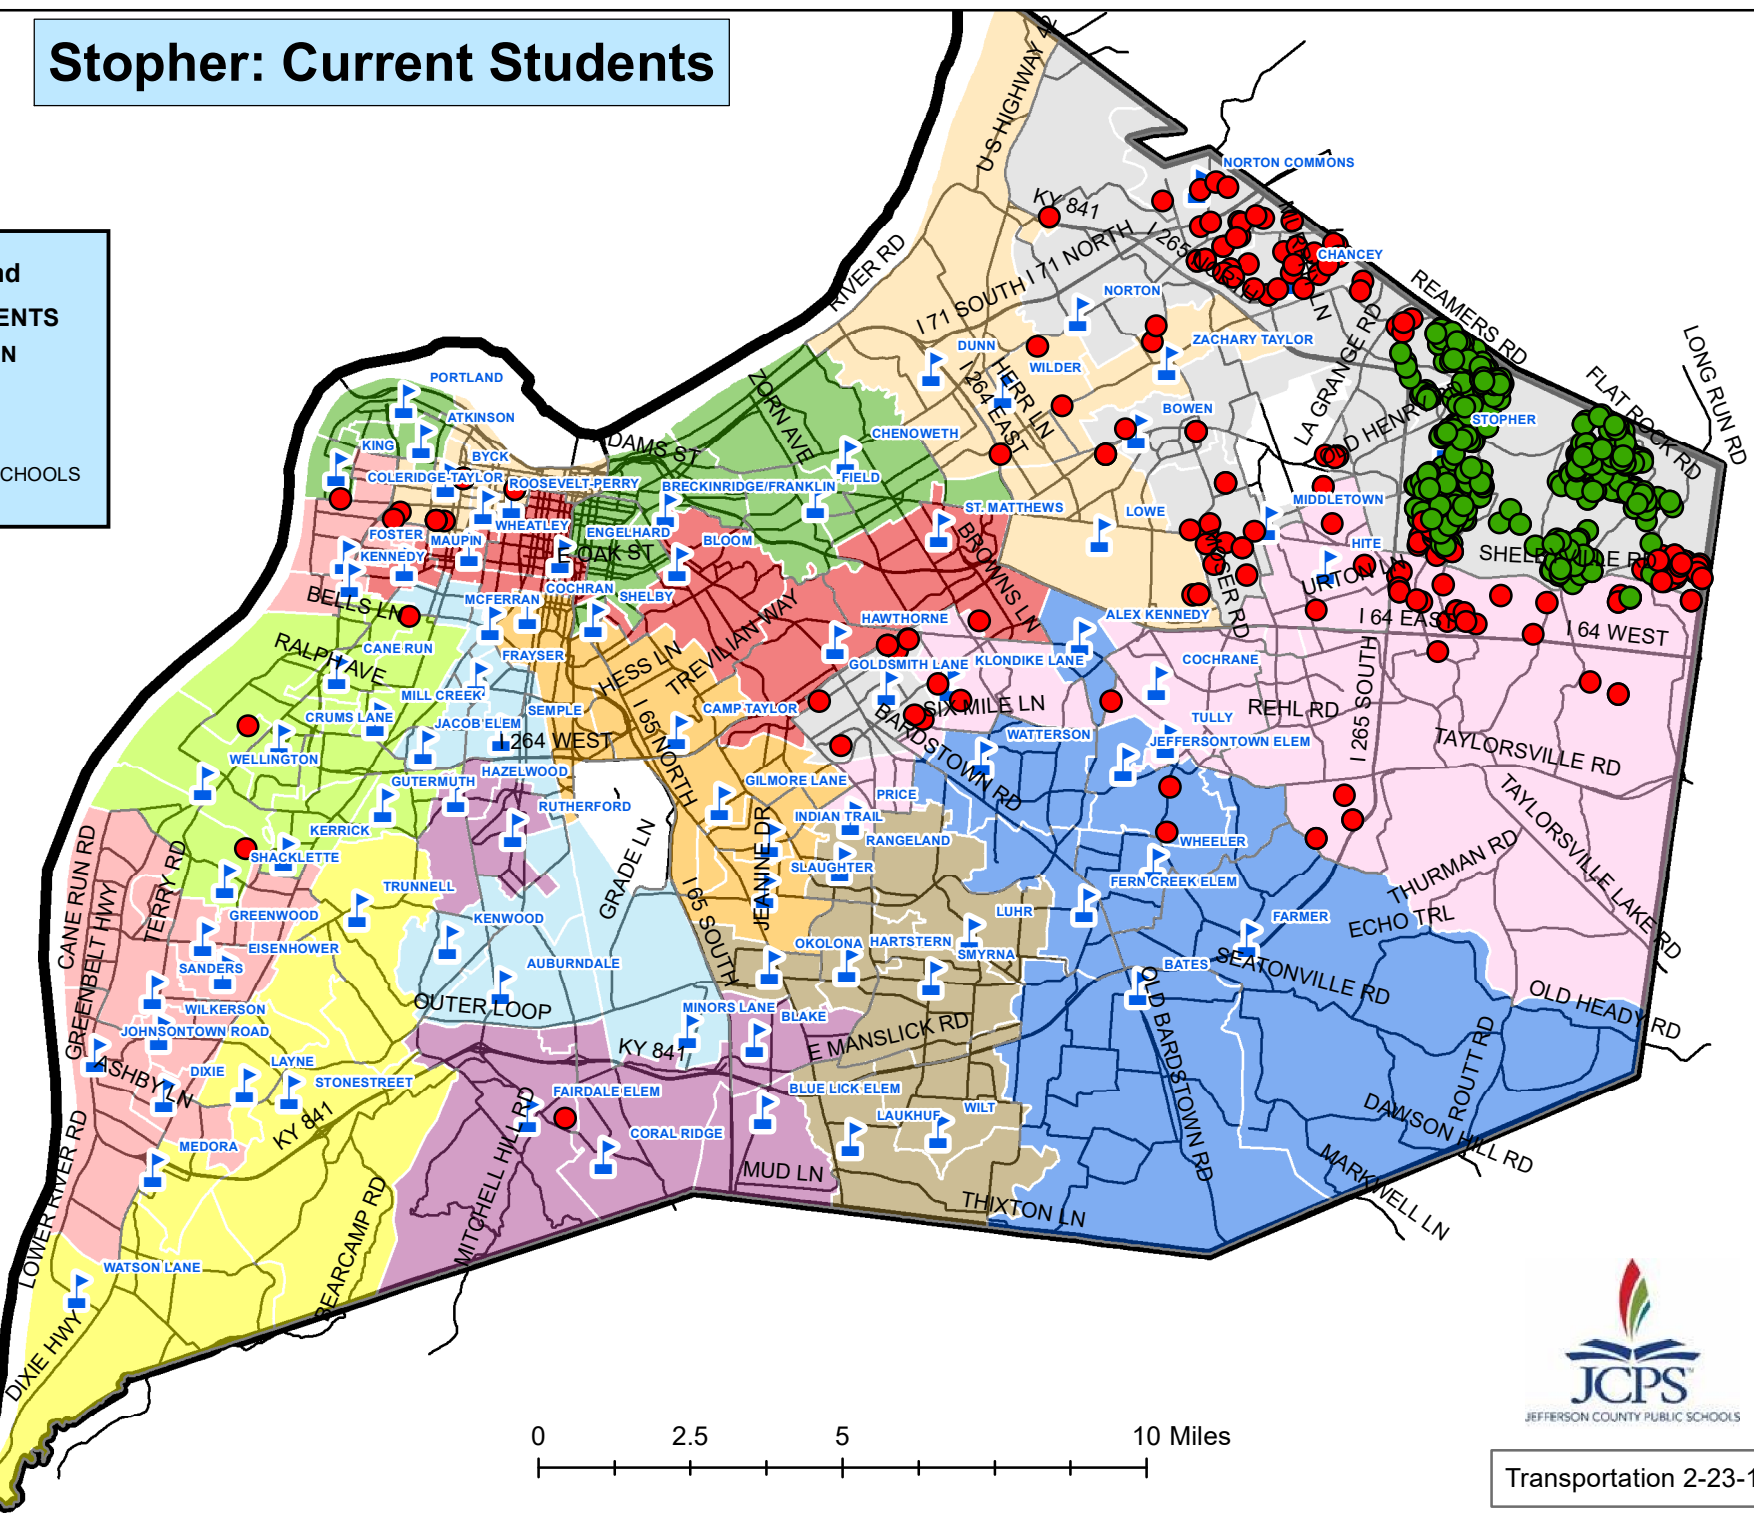 Stopher: Current Students
nd
ENTS
N
CHOOLS
U S HIGHWAY 42
NORTON COMMONS
KY 841
I 265 NORTH
I 71 NORTH
CHANCEY
RIVER RD
I 71 SOUTH
NORTON
LN
REAMERS RD
LA GRANGE RD
LONG RUN RD
ZACHARY TAYLOR
DUNN
WILDER
HERR LN
I 264 EAST
FLAT ROCK RD
PORTLAND
ZORN AVE
BOWEN
OLD HENRY
STOPHER
ATKINSON
ADAMS ST
CHENOWETH
KING
BYCK
COLERIDGE-TAYLOR
ROOSEVELT-PERRY
BRECKINRIDGE/FRANKLIN
FIELD
MIDDLETOWN
ST. MATTHEWS
LOWE
WHEATLEY
ENGELHARD
FOSTER
MAUPIN
BLOOM
BROWNS LN
HITE
KENNEDY
E OAK ST
SHELBYVILLE RD
URTON LN
BELLS LN
MCFERRAN
COCHRAN
SHELBY
HAWTHORNE
ALEX KENNEDY
I 64 EAST
I 64 WEST
RALPH AVE
CANE RUN
FRAYSER
HESS LN
TREVILIAN WAY
GOLDSMITH LANE
KLONDIKE LANE
COCHRANE
MILL CREEK
SEMPLE
CAMP TAYLOR
SIX MILE LN
REHL RD
I 265 SOUTH
CRUMS LANE
JACOB ELEM
I 264 WEST
I 65 NORTH
BARDSTOWN RD
WATTERSON
TULLY
JEFFERSONTOWN ELEM
TAYLORSVILLE RD
WELLINGTON
GUTERMUTH
HAZELWOOD
GILMORE LANE
PRICE
RUTHERFORD
INDIAN TRAIL
RANGELAND
TAYLORSVILLE LAKE RD
KERRICK
SHACKLETTE
JEANINE DR
SLAUGHTER
WHEELER
FERN CREEK ELEM
THURMAN RD
CANE RUN RD
TERRY RD
TRUNNELL
GRADE LN
I 65 SOUTH
GREENBELT HWY
GREENWOOD
KENWOOD
LUHR
FARMER
ECHO TRL
EISENHOWER
OKOLONA
HARTSTERN
SMYRNA
SANDERS
AUBURNDALE
BATES
SEATONVILLE RD
WILKERSON
OUTER LOOP
MINORS LANE
BLAKE
OLD HEADY RD
JOHNSONTOWN ROAD
KY 841
E MANSLICK RD
OLD BARDSTOWN RD
ROUTT RD
ASHBY LN
DIXIE
LAYNE
STONESTREET
FAIRDALE ELEM
BLUE LICK ELEM
LAUKHUF
WILT
DAWSON HILL RD
KY 841
MEDORA
CORAL RIDGE
MUD LN
MARKWELL LN
LOWER RIVER RD
MITCHELL HILL RD
BEARCAMP RD
THIXTON LN
WATSON LANE
DIXIE HWY
JCPS
JEFFERSON COUNTY PUBLIC SCHOOLS
0 2.5 5 10 Miles
Transportation 2-23-1